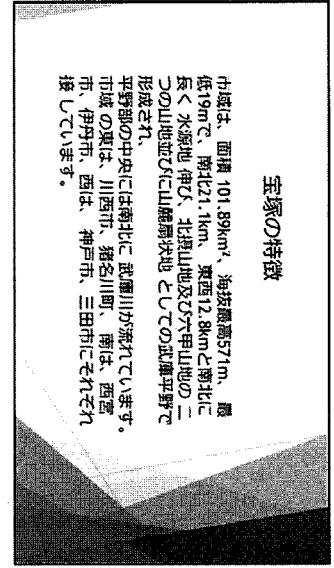 宝塚の特徴
市域は、面積 101.89km²、海抜最高571m、最
低19mで、南北21.1km、東西12.8kmと南北に
長く 水源地 伸び、北摂山地及び六甲山地の 二
つの山地並びに山麓扇状地 としての武庫平野で
形成され、
平野部の中央には南北に 武庫川が流れています。
市域 の東は、川西市、猪名川町、 南は、西宮
市、伊丹市、西は、 神戸市、三田市にそれぞれ
接 しています。